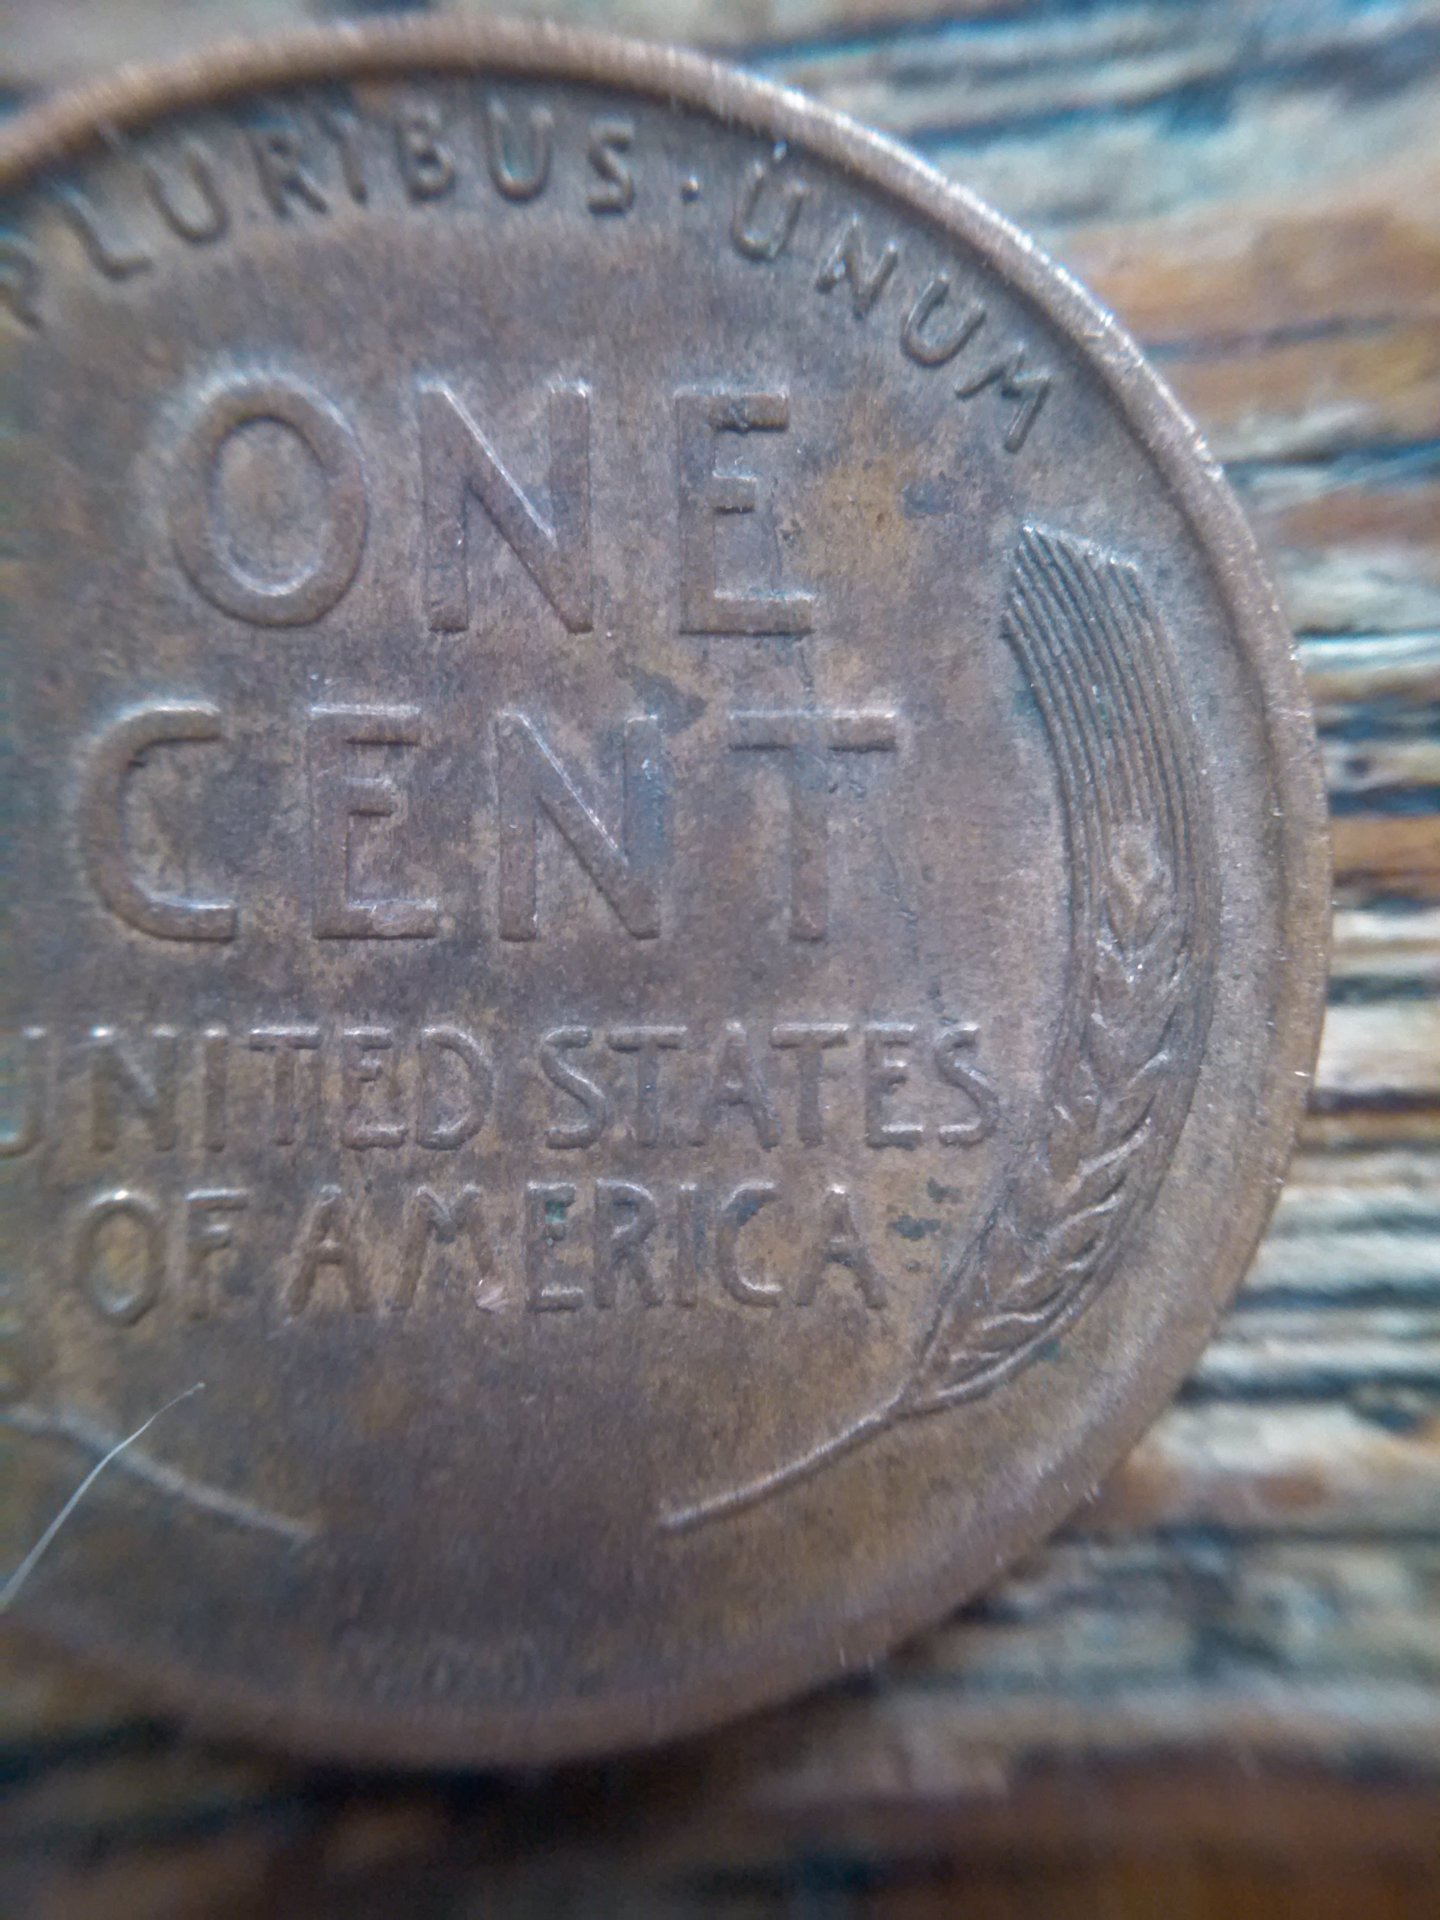 PLURIBUS · UNUM
ONE
CENT
UNITED STATES
OF AMERICA